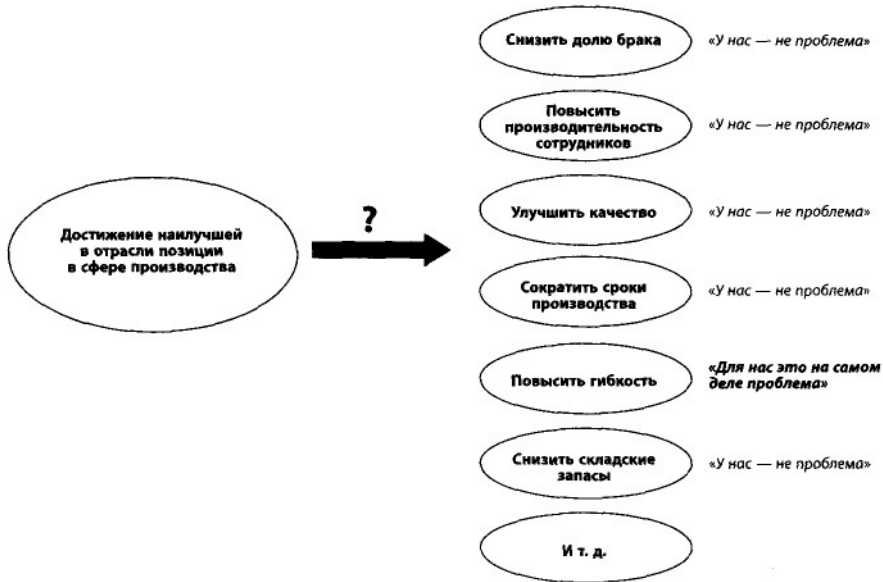 Снизить долю брака
«У нас — не проблема»
Повысить
производительность
сотрудников
«У нас — не проблема»
Достижение наилучшей
в отрасли позиции
в сфере производства
?
Улучшить качество
«У нас — не проблема»
Сократить сроки
производства
«У нас — не проблема»
Повысить гибкость
«Для нас это на самом
деле проблема»
Снизить складские
запасы
«У нас — не проблема»
И т. д.